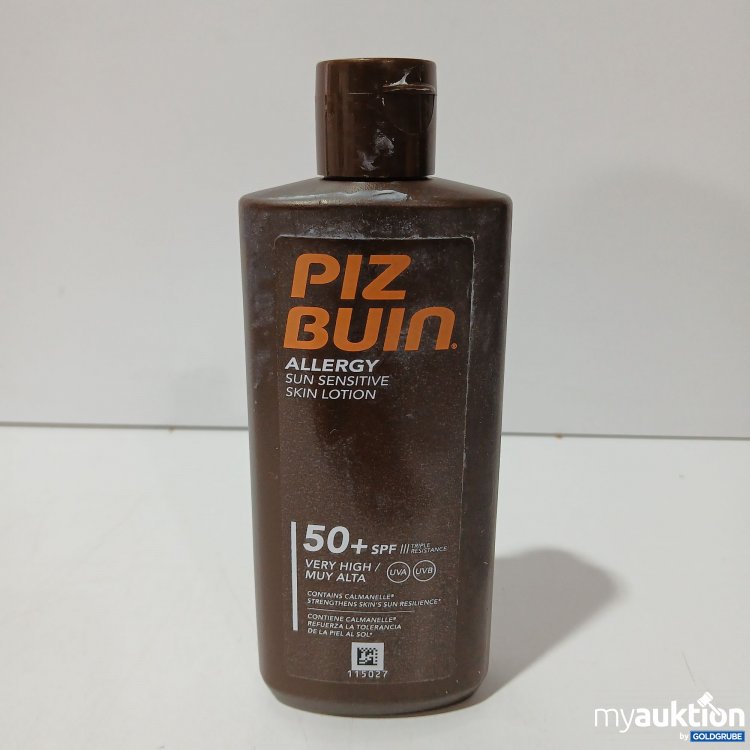 PIZ
BUIN®
ALLERGY
SUN SENSITIVE
SKIN LOTION
50+ SPF TRIPLE
RESISTANCE
VERY HIGH /
MUY ALTA
UVA UVB
CONTAINS CALMANELLE®
STRENGTHENS SKIN'S SUN RESILIENCE*
CONTIENE CALMANELLE®
REFUERZA LA TOLERANCIA
DE LA PIEL AL SOL*
115027
myauktion
by GOLDGRUBE